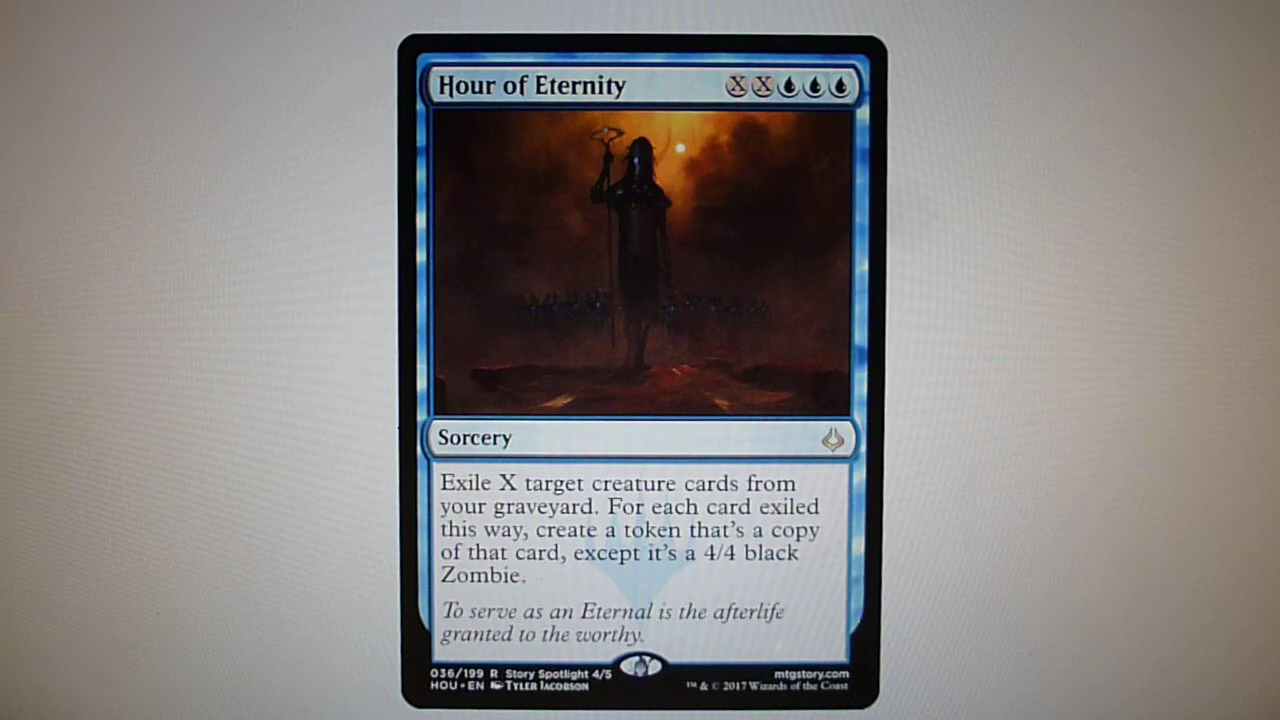 Hour of Eternity XX
Sorcery
Exile X target creature cards from
your graveyard. For each card exiled
this way, create a token that's a copy
of that card, except it's a 4/4 black
Zombie.
To serve as an Eternal is the afterlife
granted to the worthy.
036/199 R Story Spotlight 4/5
mtgstory.com
HOU • EN Tyler Jacobson
™ & © 2017 Wizards of the Coast